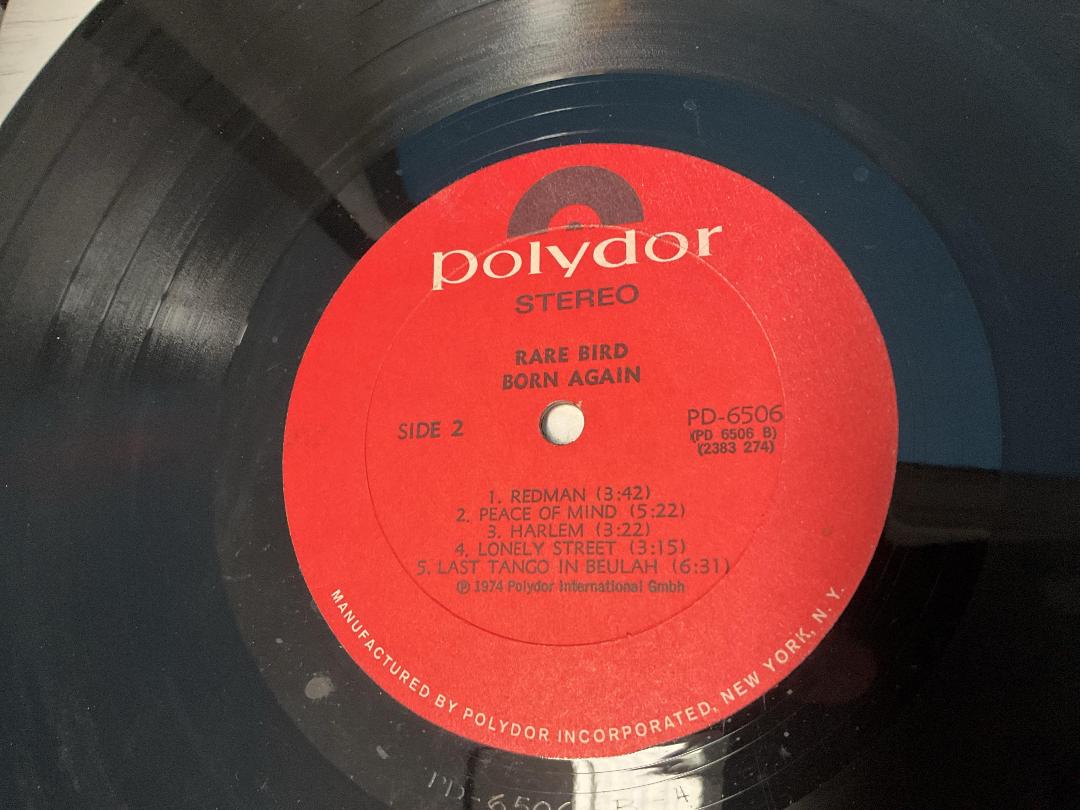 polydor
STEREO
RARE BIRD
BORN AGAIN
SIDE 2
PD-6506
(PD 6506 B)
(2383 274)
1. REDMAN (3:42)
2. PEACE OF MIND (5:22)
3. HARLEM (3:22)
4. LONELY STREET (3:15)
5. LAST TANGO IN BEULAH (6:31)
℗ 1974 Polydor International Gmbh
MANUFACTURED BY POLYDOR INCORPORATED, NEW YORK, N.Y.
PD-6506